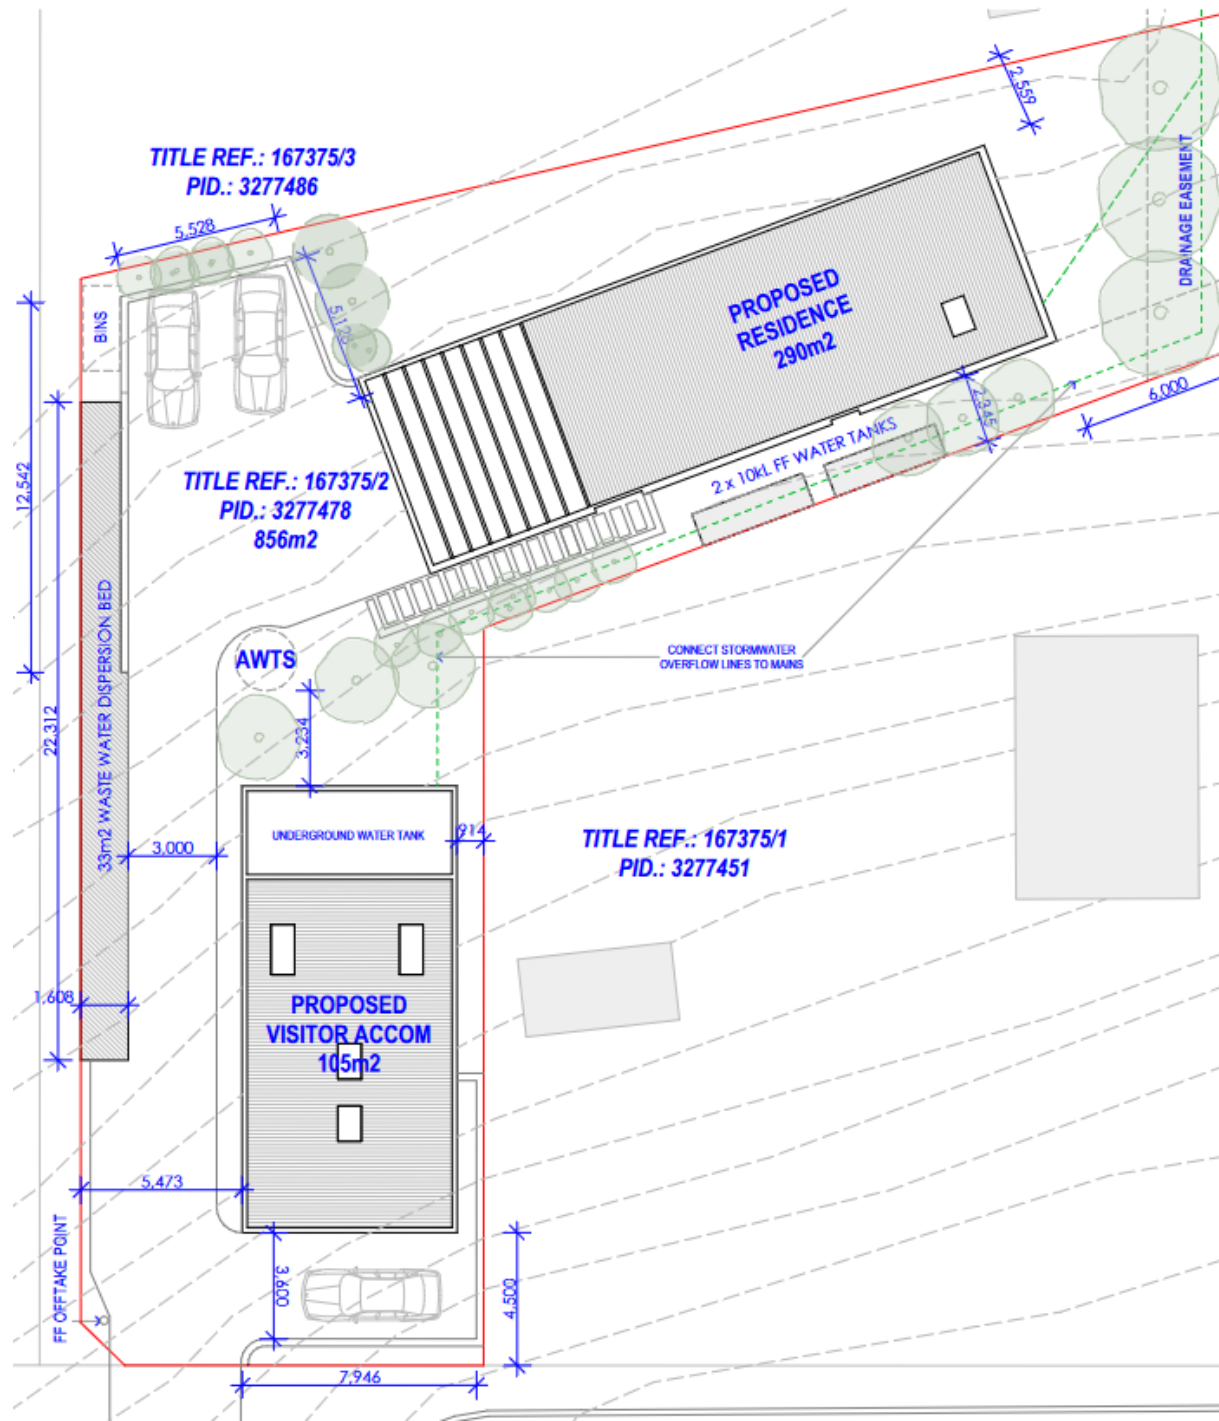 2,559
TITLE REF.: 167375/3
PID.: 3277486
5,528
DRAINAGE EASEMENT
BINS
PROPOSED
RESIDENCE
290m2
2,345
6,000
2 x 10kL FF WATER TANKS
12,542
TITLE REF.: 167375/2
PID.: 3277478
856m2
AWTS
CONNECT STORMWATER
OVERFLOW LINES TO MAINS
33m2 WASTE WATER DISPERSION BED
22,312
3,234
UNDERGROUND WATER TANK
914
3,000
TITLE REF.: 167375/1
PID.: 3277451
1,608
PROPOSED
VISITOR ACCOM
105m2
5,473
FF OFFTAKE POINT
3,600
4,500
7,946